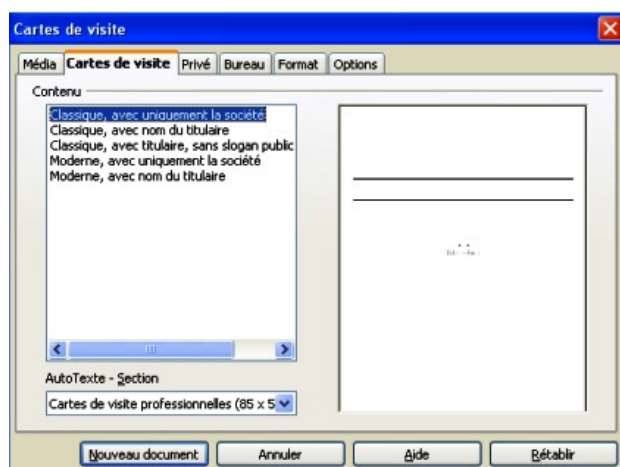 Cartes de visite
Média Cartes de visite Privé Bureau Format Options
Contenu
Classique, avec uniquement la société
Classique, avec nom du titulaire
Classique, avec titulaire, sans slogan public
Moderne, avec uniquement la société
Moderne, avec nom du titulaire
AutoTexte - Section
Cartes de visite professionnelles (85 x 5
Nouveau document Annuler Aide Rétablir